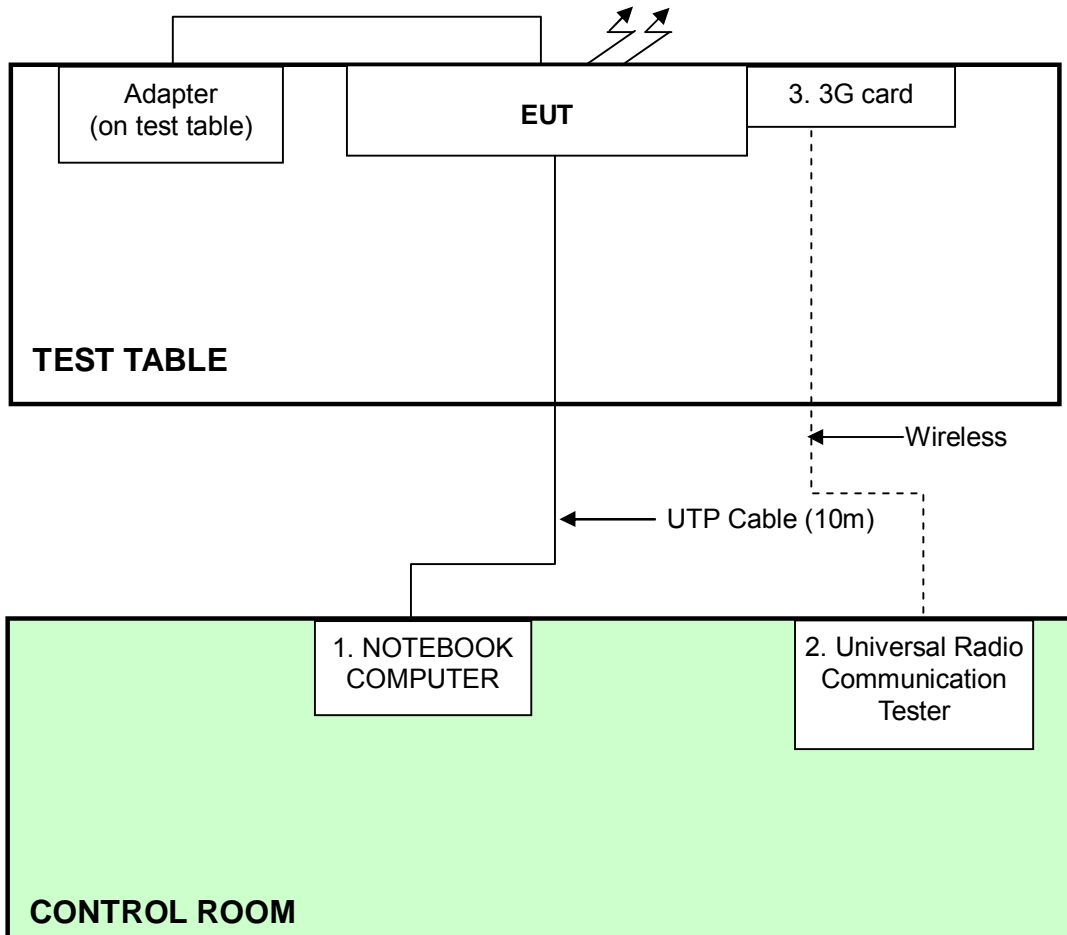 Adapter
(on test table)
EUT
3. 3G card
TEST TABLE
Wireless
UTP Cable (10m)
1. NOTEBOOK
COMPUTER
2. Universal Radio
Communication
Tester
CONTROL ROOM